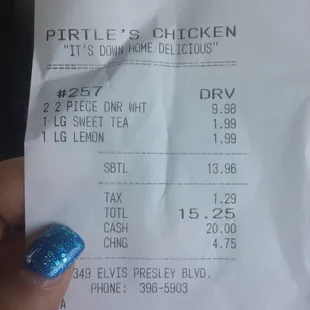 PIRTLE'S CHICKEN
"IT'S DOWN HOME DELICIOUS"
#257 DRV
2 2 PIECE DNR WHT 9.98
1 LG SWEET TEA 1.99
1 LG LEMON 1.99
SBTL 13.96
TAX 1.29
TOTL 15.25
CASH 20.00
CHNG 4.75
349 ELVIS PRESLEY BLVD.
PHONE: 396-5903
A